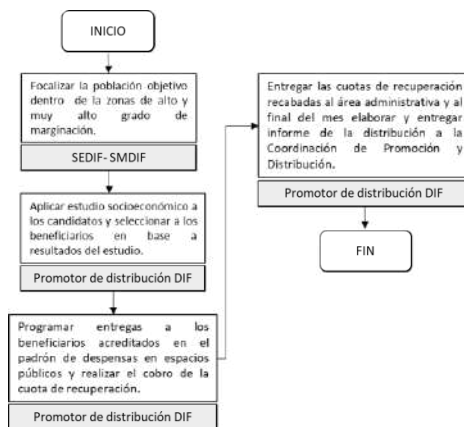 INICIO
Focalizar la población objetivo
dentro de la zonas de alto y
muy alto grado de
marginación.
SEDIF- SMDIF
Aplicar estudio socioeconómico a
los candidatos y seleccionar a los
beneficiarios en base a
resultados del estudio.
Promotor de distribución DIF
Programar entregas a los
beneficiarios acreditados en el
padrón de despensas en espacios
públicos y realizar el cobro de la
cuota de recuperación.
Promotor de distribución DIF
Entregar las cuotas de recuperación
recabadas al área administrativa y al
final del mes elaborar y entregar
informe de la distribución a la
Coordinación de Promoción y
Distribución.
Promotor de distribución DIF
FIN